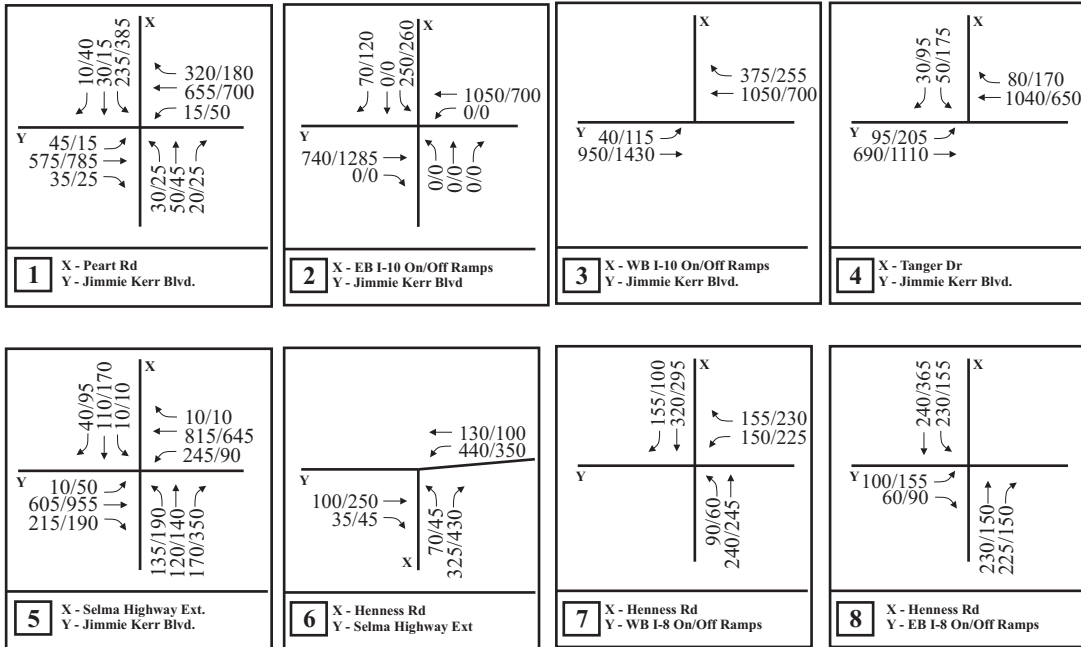 X
10/40
30/15
235/385
320/180
655/700
15/50
Y
45/15
575/785
35/25
30/25
50/45
20/25
1
X - Peart Rd
Y - Jimmie Kerr Blvd.
X
70/120
0/0
250/260
1050/700
0/0
Y
740/1285
0/0
0/0
0/0
0/0
2
X - EB I-10 On/Off Ramps
Y - Jimmie Kerr Blvd
X
375/255
1050/700
Y
40/115
950/1430
3
X - WB I-10 On/Off Ramps
Y - Jimmie Kerr Blvd.
X
30/95
50/175
80/170
1040/650
Y
95/205
690/1110
4
X - Tanger Dr
Y - Jimmie Kerr Blvd.
X
40/95
110/170
10/10
10/10
815/645
245/90
Y
10/50
605/955
215/190
135/190
120/140
170/350
5
X - Selma Highway Ext.
Y - Jimmie Kerr Blvd.
130/100
440/350
Y
100/250
35/45
70/45
325/430
X
6
X - Henness Rd
Y - Selma Highway Ext
X
155/100
320/295
155/230
150/225
Y
90/60
240/245
7
X - Henness Rd
Y - WB I-8 On/Off Ramps
X
240/365
230/155
Y
100/155
60/90
230/150
225/150
8
X - Henness Rd
Y - EB I-8 On/Off Ramps